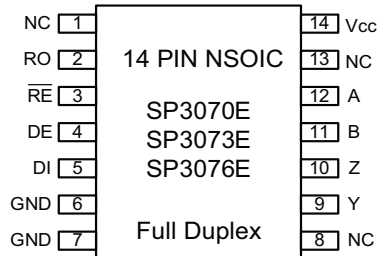 NC 1
RO 2
RE 3
DE 4
DI 5
GND 6
GND 7
14 PIN NSOIC
SP3070E
SP3073E
SP3076E
Full Duplex
14 Vcc
13 NC
12 A
11 B
10 Z
9 Y
8 NC